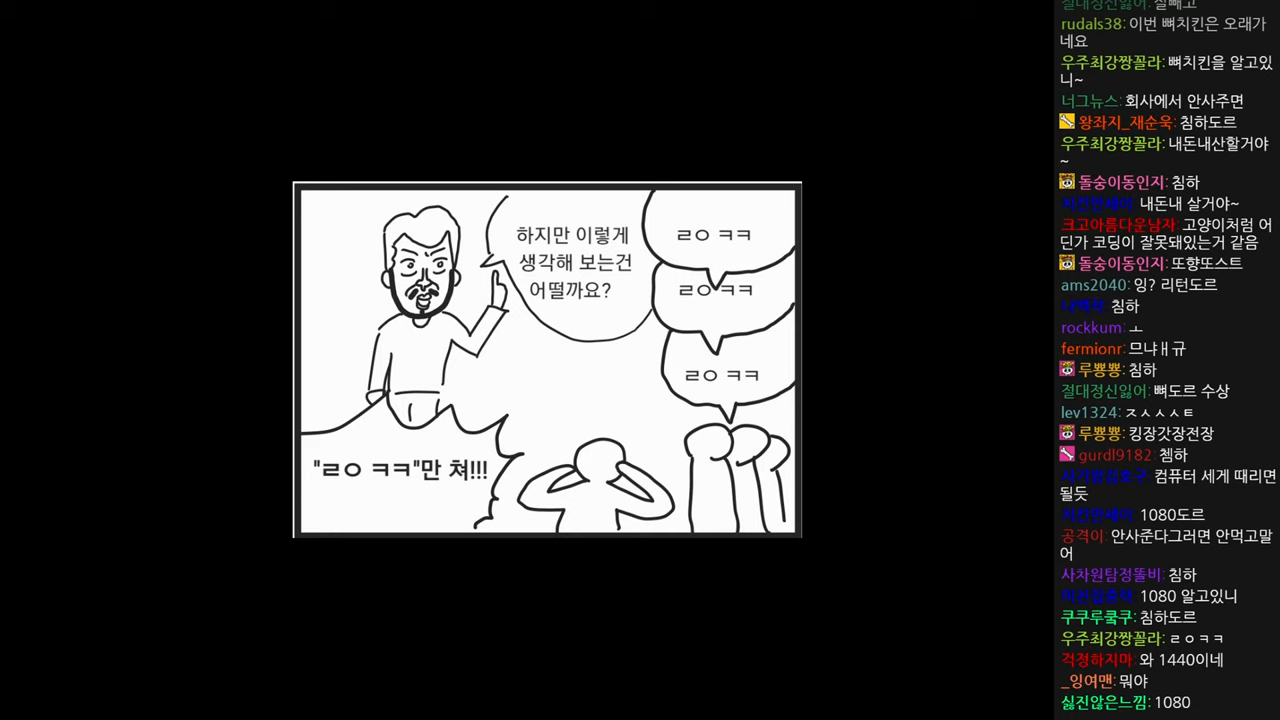 하지만 이렇게
생각해 보는건
어떨까요?
ㄹㅇ ㅋㅋ
ㄹㅇ ㅋㅋ
ㄹㅇ ㅋㅋ
"ㄹㅇ ㅋㅋ"만 쳐!!!
절대정신잃어: 살빼고
rudals38: 이번 뼈치킨은 오래가
네요
우주최강짱꼴라: 뼈치킨을 알고있
니~
너그뉴스: 회사에서 안사주면
왕좌지_재순욱: 침하도르
우주최강짱꼴라: 내돈내산할거야
~
돌숭이동인지: 침하
치킨만세이: 내돈내 살거야~
크고아름다운남자: 고양이처럼 어
딘가 코딩이 잘못돼있는거 같음
돌숭이동인지: 또향또스트
ams2040: 잉? 리턴도르
침하
rockkum: ㅗ
fermionr: 므냐ㅐ규
루뽕뽕: 침하
절대정신잃어: 뼈도르 수상
lev1324: ㅈㅅㅅㅅㅌ
루뽕뽕: 킹장갓장전장
gurdl9182: 쳄하
컴퓨터 세게 때리면
될듯
치킨만세이: 1080도르
공격이: 안사준다그러면 안먹고말
어
사차원탐정똘비: 침하
1080 알고있니
쿠쿠루쿸쿠: 침하도르
우주최강짱꼴라: ㄹㅇㅋㅋ
걱정하지마: 와 1440이네
_잉여맨: 뭐야
싫진않은느낌: 1080